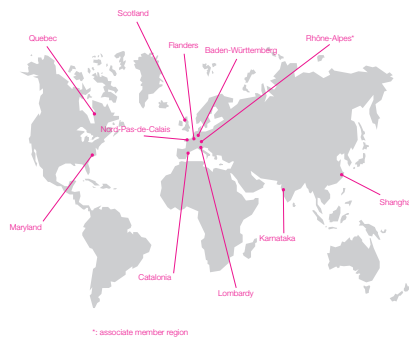 Scotland
Quebec
Flanders
Baden-Württemberg
Rhône-Alpes*
Nord-Pas-de-Calais
Shangha
Maryland
Karnataka
Catalonia
Lombardy
*: associate member region